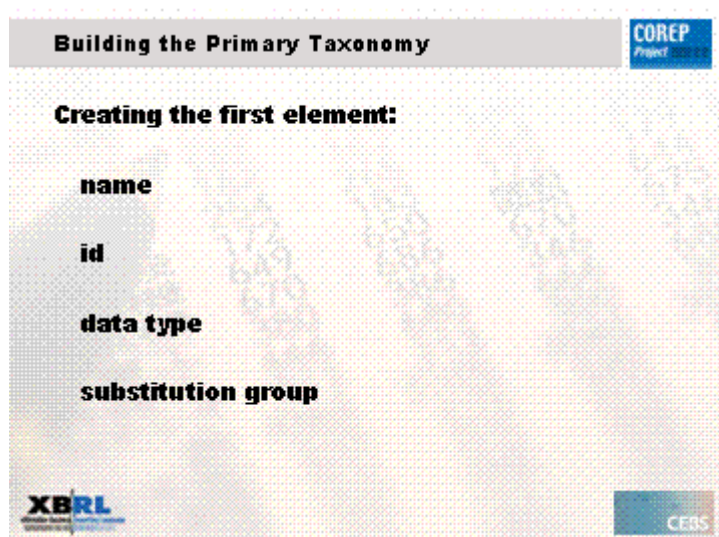 Building the Primary Taxonomy
COREP
Project
Creating the first element:
name
id
data type
substitution group
XBRL
CEBS